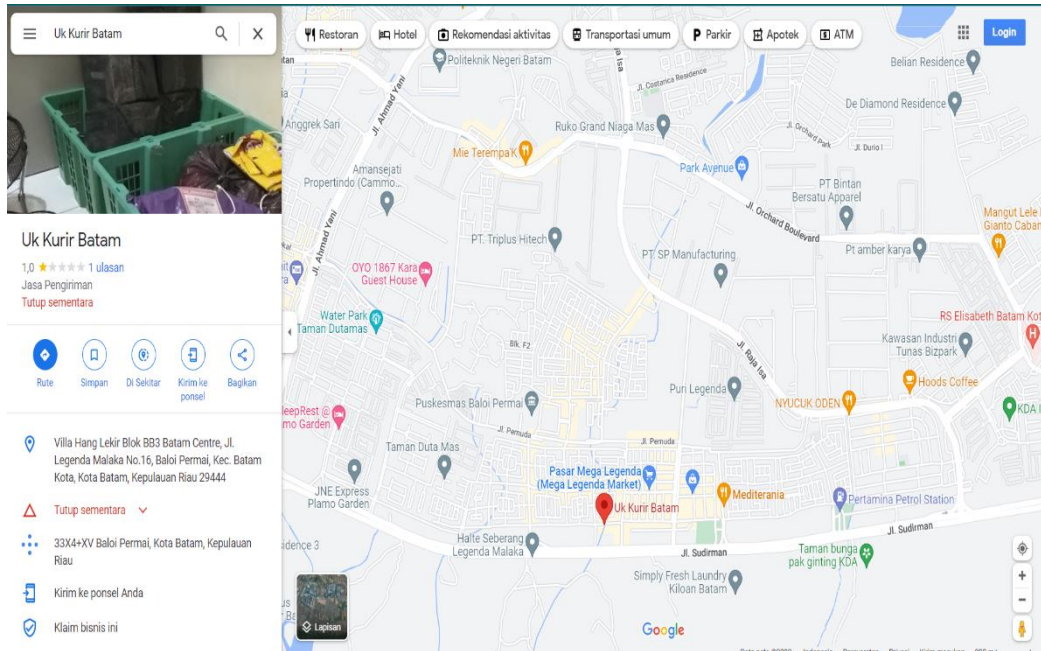 Uk Kurir Batam
Uk Kurir Batam
1,0 1 ulasan
Jasa Pengiriman
Tutup sementara
Rute
Simpan
Di Sekitar
Kirim ke
ponsel
Bagikan
Villa Hang Lekir Blok BB3 Batam Centre, Jl.
Legenda Malaka No.16, Baloi Permai, Kec. Batam
Kota, Kota Batam, Kepulauan Riau 29444
Tutup sementara
33X4+XV Baloi Permai, Kota Batam, Kepulauan
Riau
Kirim ke ponsel Anda
Klaim bisnis ini
Restoran
Hotel
Rekomendasi aktivitas
Transportasi umum
P Parkir
Apotek
ATM
Login
Politeknik Negeri Batam
Belian Residence
Jl. Costarica Residence
Jl. Ahmad Yani
De Diamond Residence
Anggrek Sari
Ruko Grand Niaga Mas
Jl. Orchard Park
Jl. Durio I
Mie Terempa K
Amansejati
Propertindo (Cammo...
Park Avenue
PT Bintan
Bersatu Apparel
Jl. Orchard Boulevard
Mangut Lele
Gianto Caban
PT. Triplus Hitech
PT. SP Manufacturing
Pt amber karya
Jl. Ahmad Yani
OYO 1867 Kara
Guest House
Water Park
Taman Dutamas
RS Elisabeth Batam Kot
Kawasan Industri
Tunas Bizpark
Blk. F2
Jl. Raja Isa
Puri Legenda
Hoods Coffee
Puskesmas Baloi Permai
NYUCUK ODEN
KDA
Jl. Pemuda
Jl. Pemuda
Taman Duta Mas
Pasar Mega Legenda
(Mega Legenda Market)
JNE Express
Plamo Garden
Mediterania
Pertamina Petrol Station
Uk Kurir Batam
Halte Seberang
Legenda Malaka
Jl. Sudirman
Jl. Sudirman
Taman bunga
pak ginting KDA
Simply Fresh Laundry
Kiloan Batam
Lapisan
Google